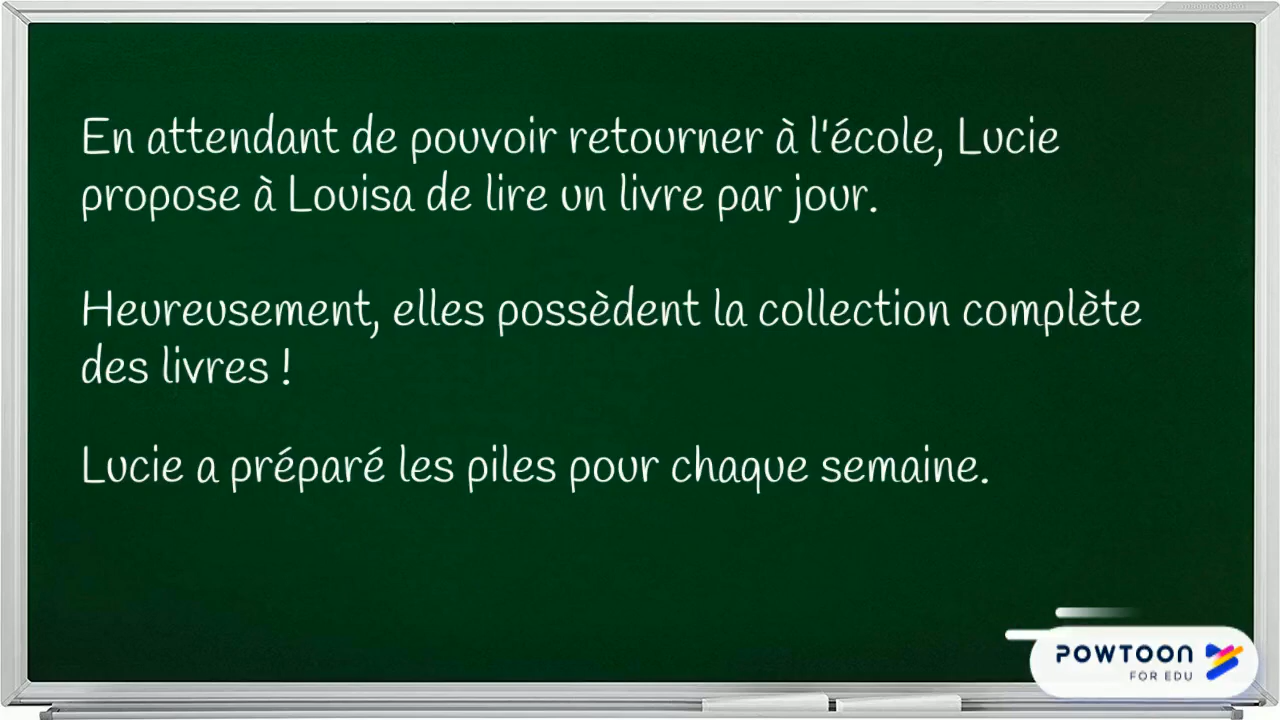 En attendant de pouvoir retourner à l'école, Lucie
propose à Louisa de lire un livre par jour.
Heureusement, elles possèdent la collection complète
des livres !
Lucie a préparé les piles pour chaque semaine.
POWTOON
FOR EDU